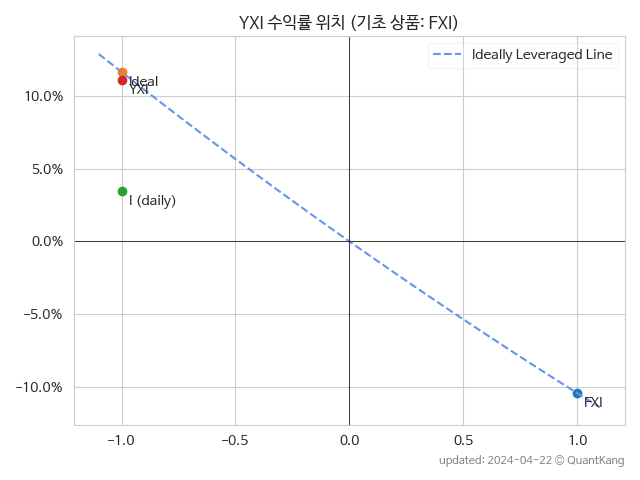 YXI 수익률 위치 (기초 상품: FXI)
Ideally Leveraged Line
10.0%
5.0%
0.0%
−5.0%
−10.0%
Ideal
YXI
I (daily)
FXI
−1.0
−0.5
0.0
0.5
1.0
updated: 2024-04-22 © QuantKang